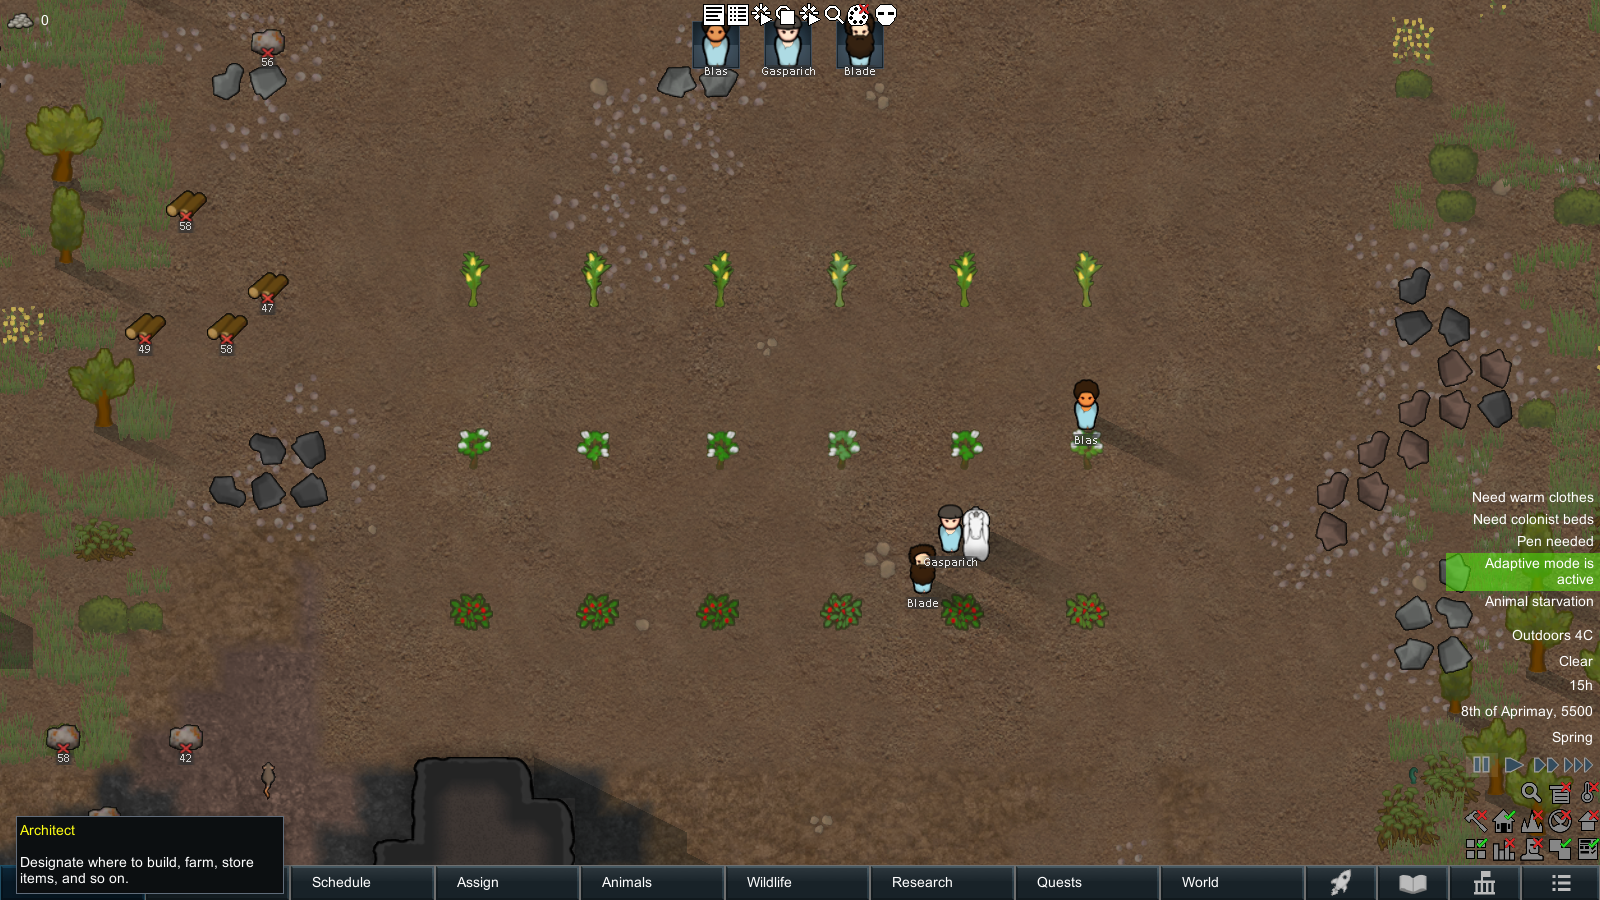 0
Blas
Gasparich
Blade
56
58
47
49
58
Blas
Gasparich
Blade
58
42
Need warm clothes
Need colonist beds
Pen needed
Adaptive mode is
active
Animal starvation
Outdoors 4C
Clear
15h
8th of Aprimay, 5500
Spring
Architect
Designate where to build, farm, store
items, and so on.
Schedule
Assign
Animals
Wildlife
Research
Quests
World